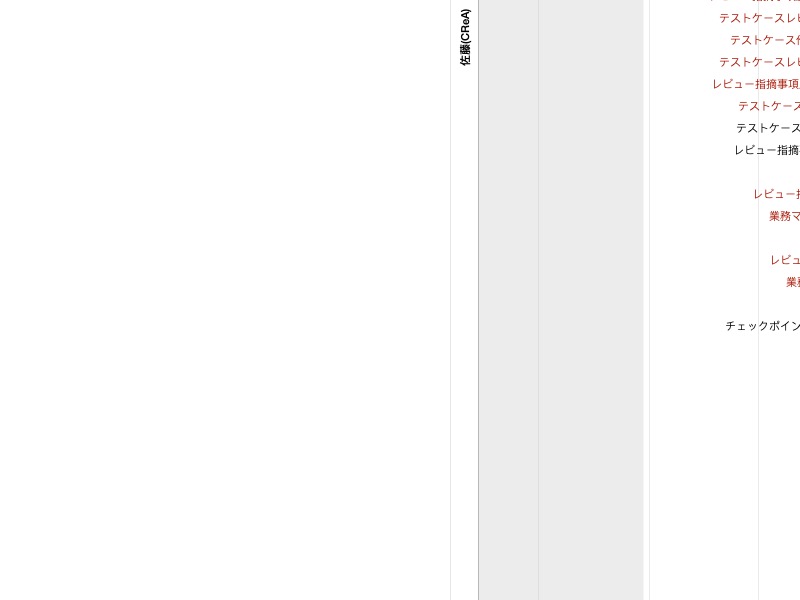 佐藤(CReA)
テストケースレビ
テストケース
テストケースレビ
レビュー指摘事項
テストケース
テストケース
レビュー指摘
レビュー指
業務マ
レビュ
業務
チェックポイン